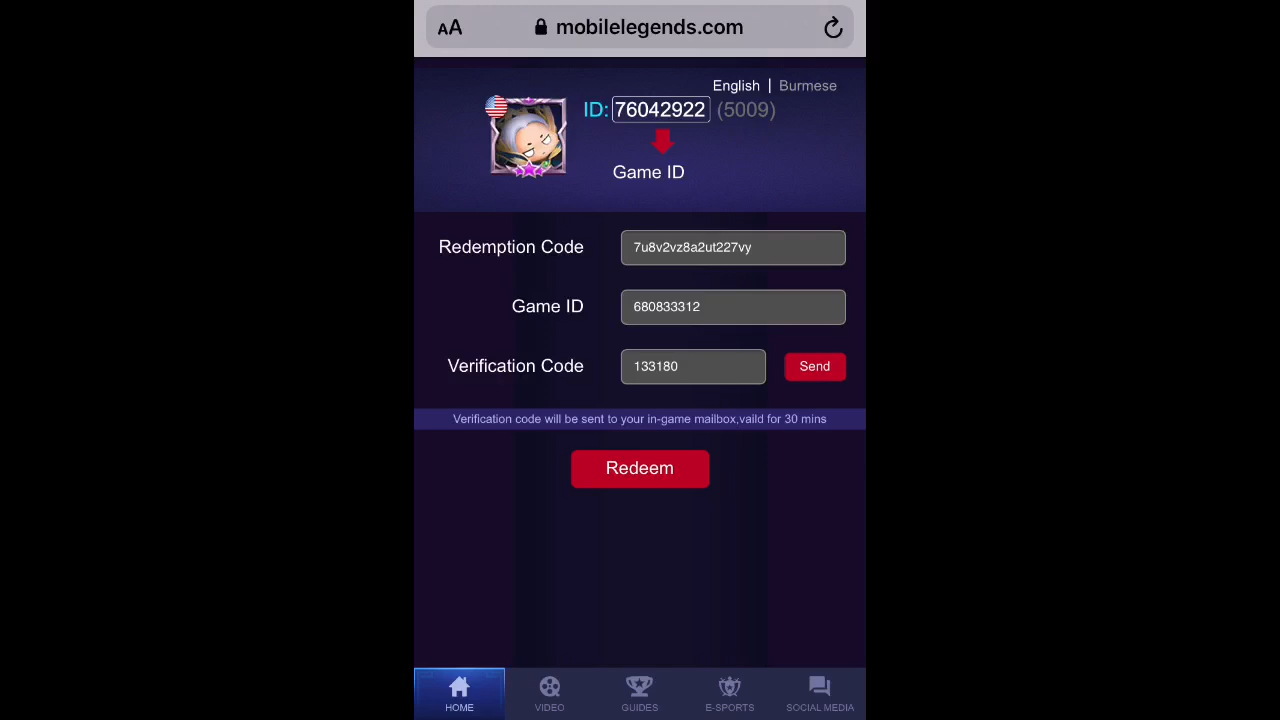 AA mobilelegends.com
English | Burmese
ID: 76042922 (5009)
Game ID
Redemption Code 7u8v2vz8a2ut227vy
Game ID 680833312
Verification Code 133180 Send
Verification code will be sent to your in-game mailbox,vaild for 30 mins
Redeem
HOME VIDEO GUIDES E-SPORTS SOCIAL MEDIA